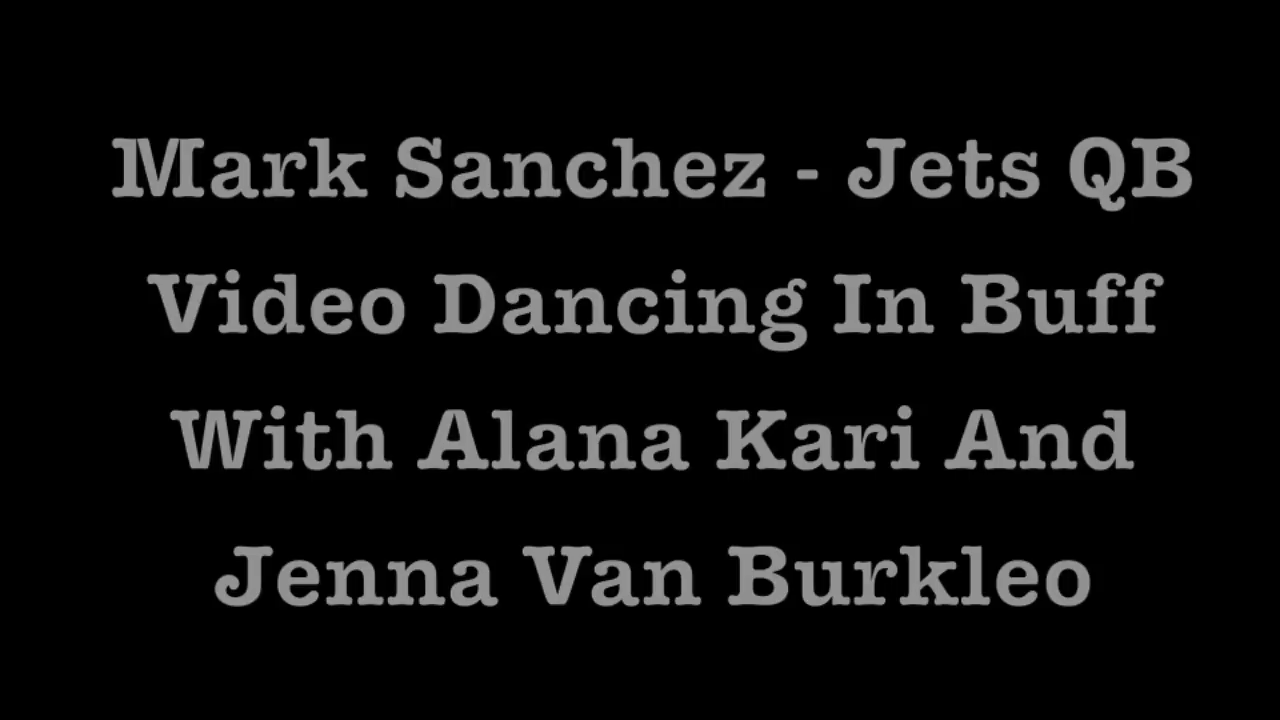 Mark Sanchez - Jets QB
Video Dancing In Buff
With Alana Kari And
Jenna Van Burkleo